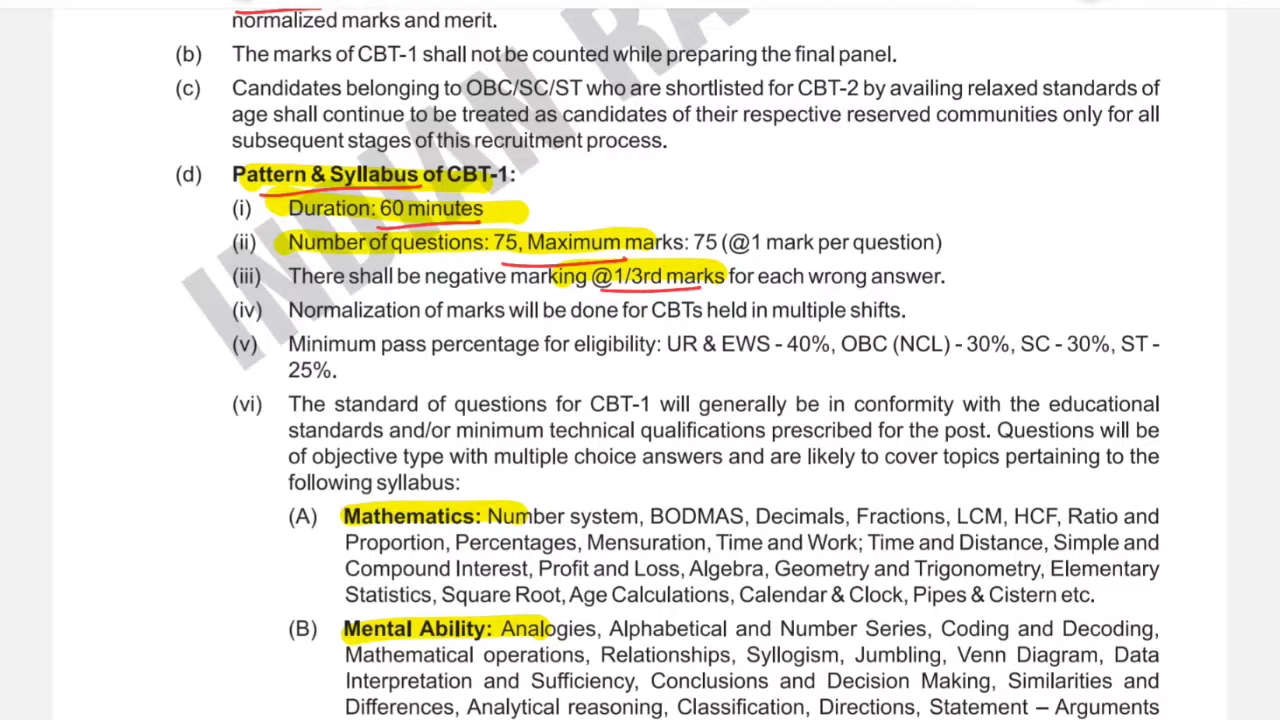 normalized marks and merit.
(b) The marks of CBT-1 shall not be counted while preparing the final panel.
(c) Candidates belonging to OBC/SC/ST who are shortlisted for CBT-2 by availing relaxed standards of
age shall continue to be treated as candidates of their respective reserved communities only for all
subsequent stages of this recruitment process.
(d) Pattern & Syllabus of CBT-1:
(i) Duration: 60 minutes
(ii) Number of questions: 75, Maximum marks: 75 (@1 mark per question)
(iii) There shall be negative marking @1/3rd marks for each wrong answer.
(iv) Normalization of marks will be done for CBTs held in multiple shifts.
(v) Minimum pass percentage for eligibility: UR & EWS - 40%, OBC (NCL) - 30%, SC - 30%, ST -
25%.
(vi) The standard of questions for CBT-1 will generally be in conformity with the educational
standards and/or minimum technical qualifications prescribed for the post. Questions will be
of objective type with multiple choice answers and are likely to cover topics pertaining to the
following syllabus:
(A) Mathematics: Number system, BODMAS, Decimals, Fractions, LCM, HCF, Ratio and
Proportion, Percentages, Mensuration, Time and Work; Time and Distance, Simple and
Compound Interest, Profit and Loss, Algebra, Geometry and Trigonometry, Elementary
Statistics, Square Root, Age Calculations, Calendar & Clock, Pipes & Cistern etc.
(B) Mental Ability: Analogies, Alphabetical and Number Series, Coding and Decoding,
Mathematical operations, Relationships, Syllogism, Jumbling, Venn Diagram, Data
Interpretation and Sufficiency, Conclusions and Decision Making, Similarities and
Differences, Analytical reasoning, Classification, Directions, Statement – Arguments
INDIAN RA